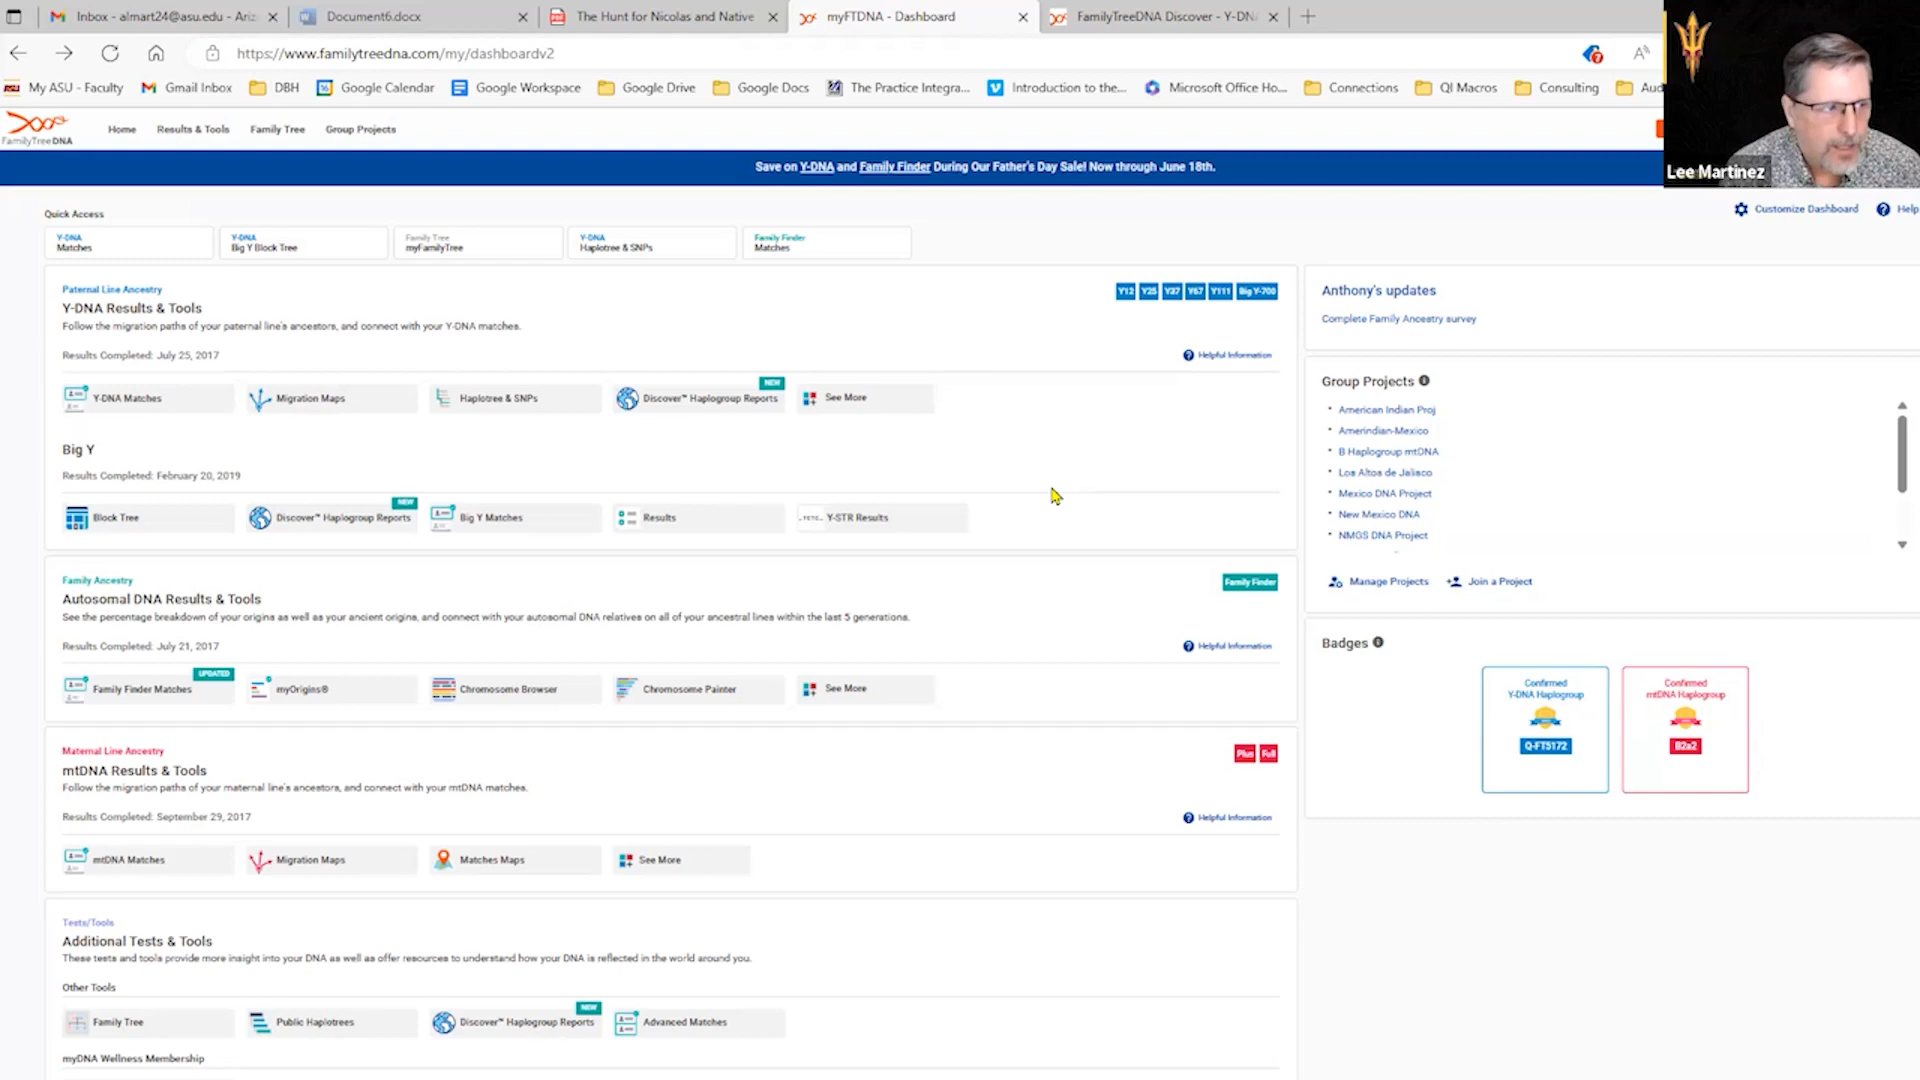 Inbox - almart24@asu.edu - Ariz
Document6.docx
The Hunt for Nicolas and Native
myFTDNA - Dashboard
FamilyTreeDNA Discover - Y-DNA
https://www.familytreedna.com/my/dashboardv2
My ASU - Faculty
Gmail Inbox
DBH
Google Calendar
Google Workspace
Google Drive
Google Docs
The Practice Integra...
Introduction to the...
Microsoft Office Ho...
Connections
QI Macros
Consulting
Aud
FamilyTreeDNA
Home
Results & Tools
Family Tree
Group Projects
Lee Martinez
Save on Y-DNA and Family Finder During Our Father's Day Sale! Now through June 18th.
Customize Dashboard
Help
Quick Access
Y-DNA
Matches
Y-DNA
Big Y Block Tree
Family Tree
myFamilyTree
Y-DNA
Haplotree & SNPs
Family Finder
Matches
Paternal Line Ancestry
Y12 Y25 Y37 Y67 Y111 Big Y-700
Y-DNA Results & Tools
Follow the migration paths of your paternal line's ancestors, and connect with your Y-DNA matches.
Results Completed: July 25, 2017
Helpful Information
Y-DNA Matches
Migration Maps
Haplotree & SNPs
NEW
Discover™ Haplogroup Reports
See More
Big Y
Results Completed: February 20, 2019
Block Tree
NEW
Discover™ Haplogroup Reports
Big Y Matches
Results
Y-STR Results
Family Ancestry
Family Finder
Autosomal DNA Results & Tools
See the percentage breakdown of your origins as well as your ancient origins, and connect with your autosomal DNA relatives on all of your ancestral lines within the last 5 generations.
Results Completed: July 21, 2017
Helpful Information
UPDATED
Family Finder Matches
myOrigins®
Chromosome Browser
Chromosome Painter
See More
Maternal Line Ancestry
Plus Full
mtDNA Results & Tools
Follow the migration paths of your maternal line's ancestors, and connect with your mtDNA matches.
Results Completed: September 29, 2017
Helpful Information
mtDNA Matches
Migration Maps
Matches Maps
See More
Tests/Tools
Additional Tests & Tools
These tests and tools provide more insight into your DNA as well as offer resources to understand how your DNA is reflected in the world around you.
Other Tools
Family Tree
Public Haplotrees
NEW
Discover™ Haplogroup Reports
Advanced Matches
myDNA Wellness Membership
Anthony's updates
Complete Family Ancestry survey
Group Projects
American Indian Proj
Amerindian-Mexico
B Haplogroup mtDNA
Los Altos de Jalisco
Mexico DNA Project
New Mexico DNA
NMGS DNA Project
Manage Projects
Join a Project
Badges
Confirmed
Y-DNA Haplogroup
Q-FT5172
Confirmed
mtDNA Haplogroup
B2a2